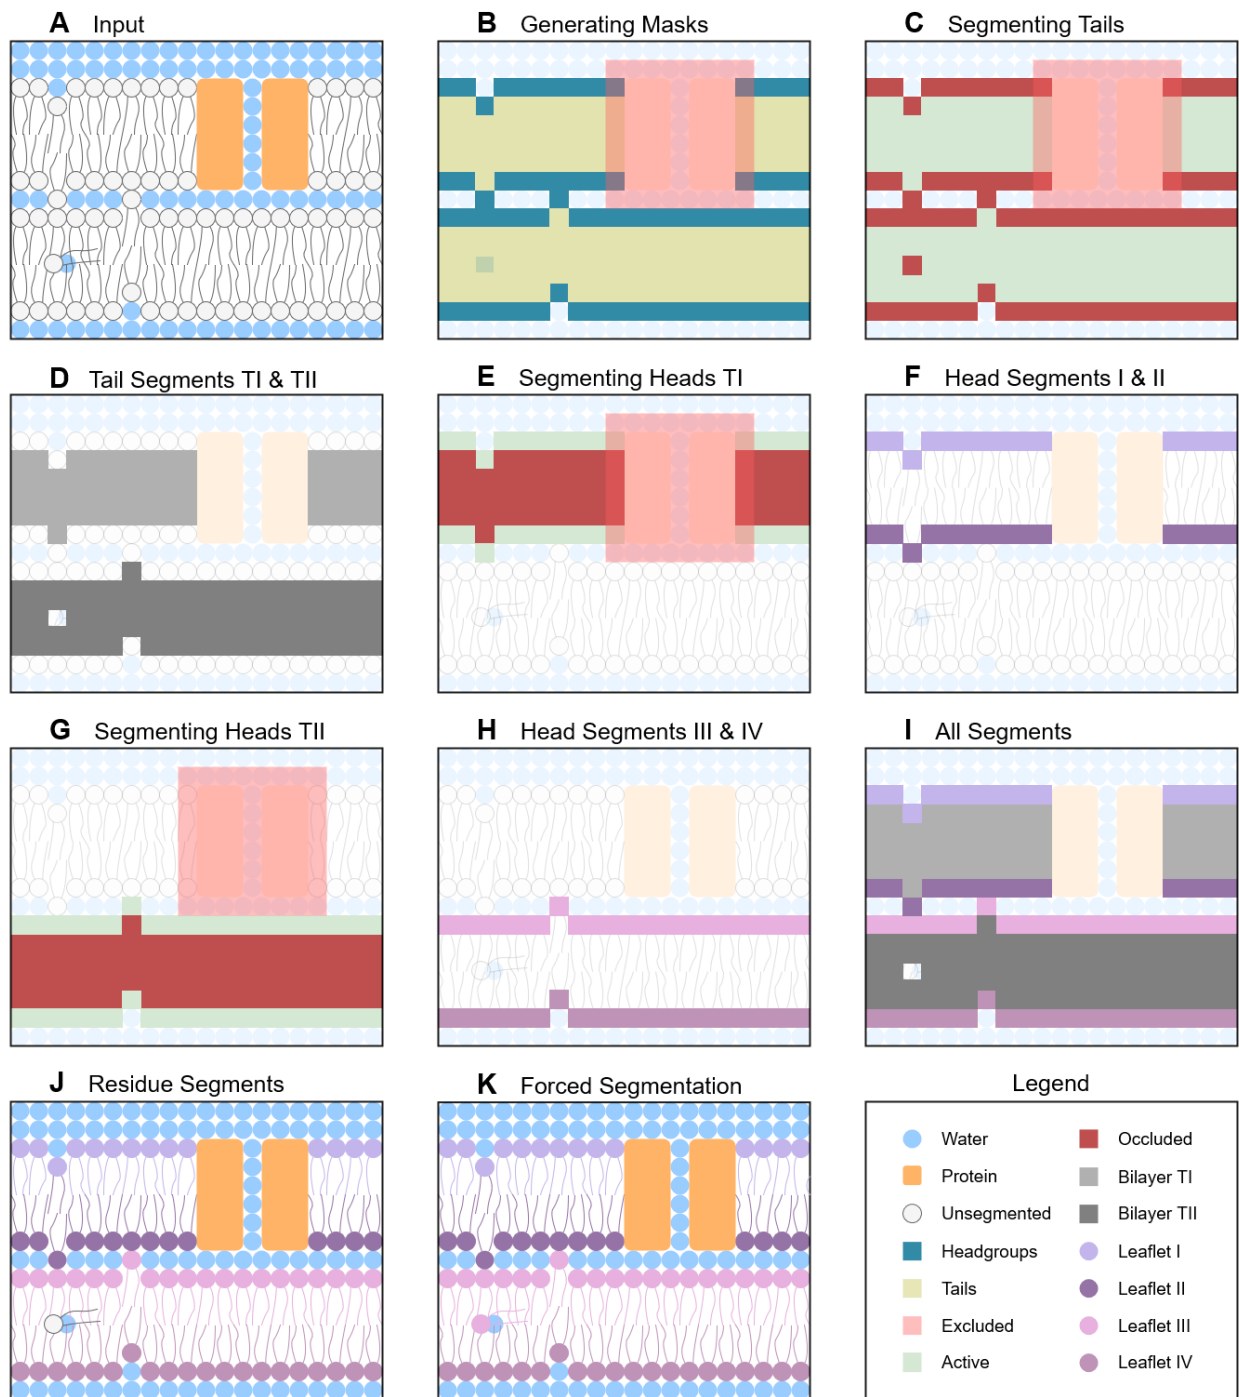 A Input
B Generating Masks
C Segmenting Tails
D Tail Segments TI & TII
E Segmenting Heads TI
F Head Segments I & II
G Segmenting Heads TII
H Head Segments III & IV
I All Segments
J Residue Segments
K Forced Segmentation
Legend
Water
Protein
Unsegmented
Headgroups
Tails
Excluded
Active
Occluded
Bilayer TI
Bilayer TII
Leaflet I
Leaflet II
Leaflet III
Leaflet IV